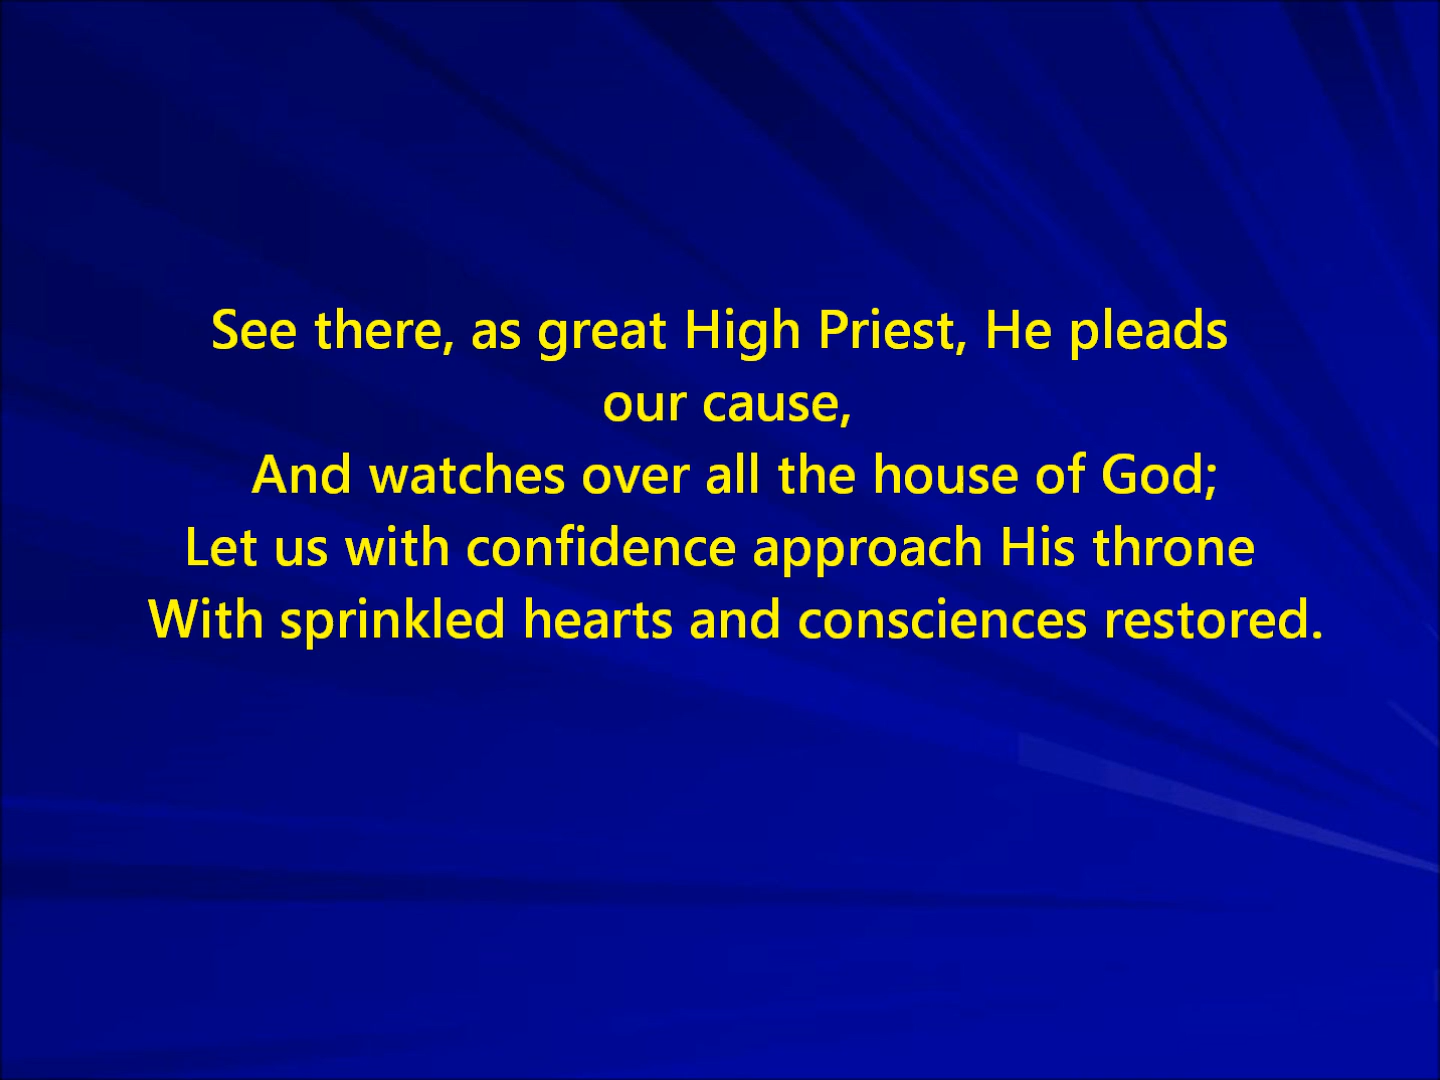 See there, as great High Priest, He pleads
our cause,
And watches over all the house of God;
Let us with confidence approach His throne
With sprinkled hearts and consciences restored.